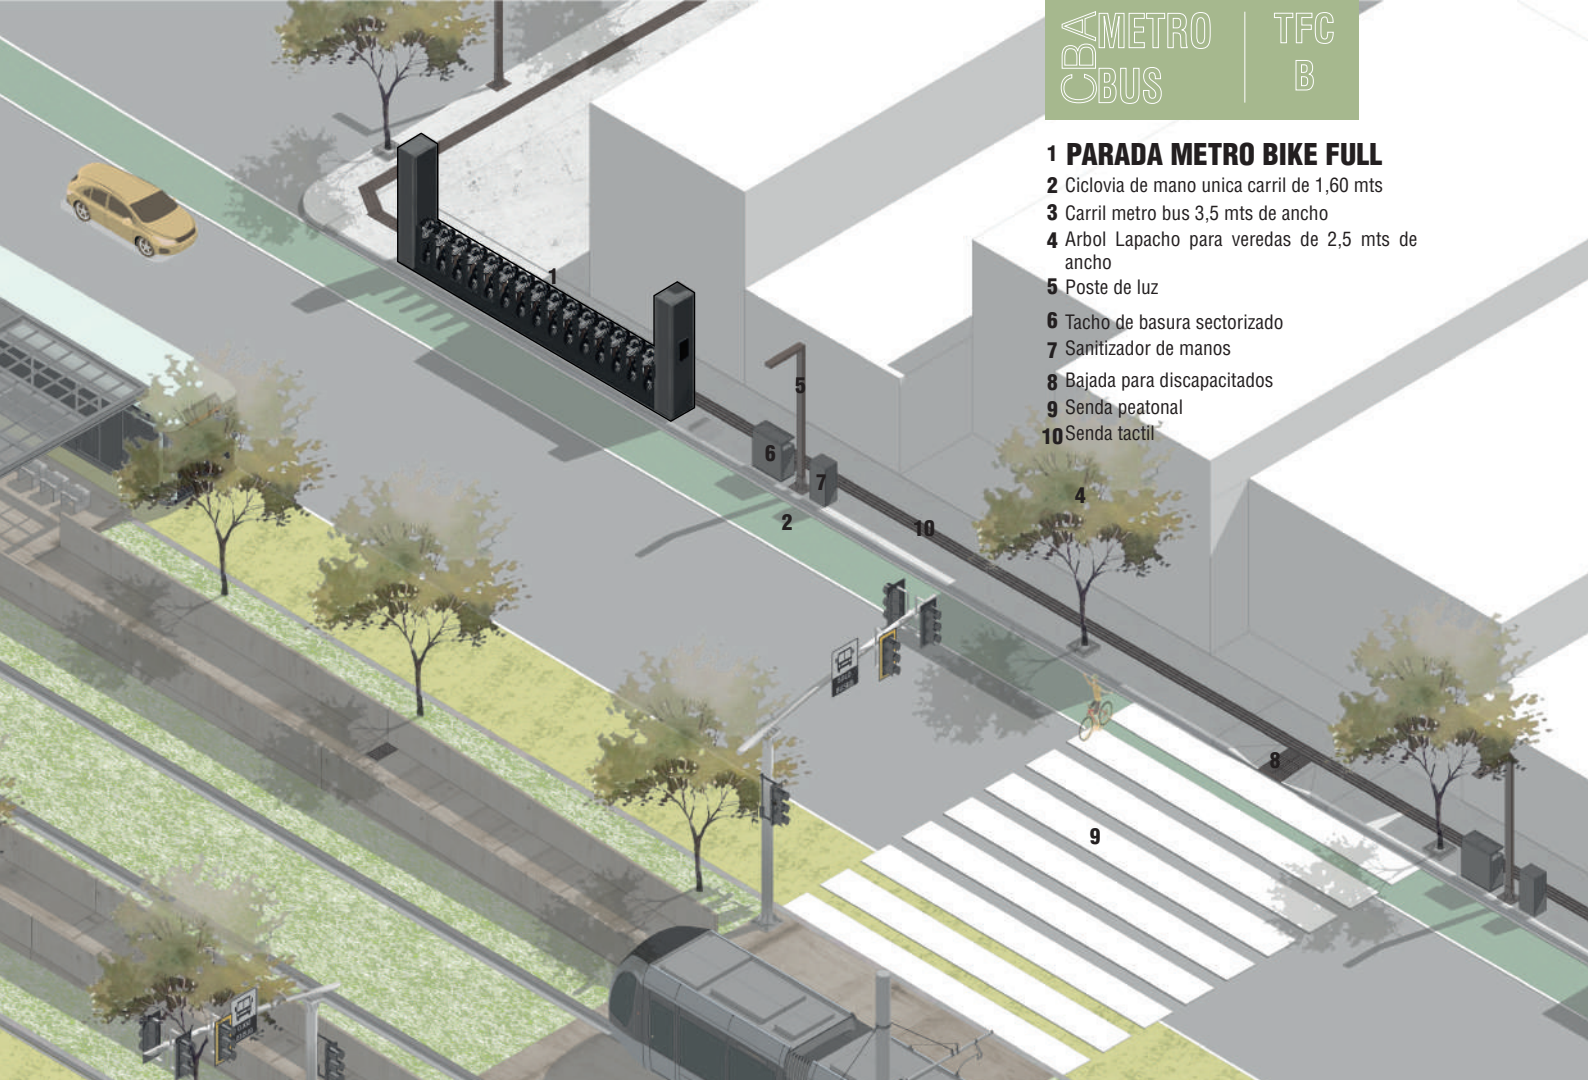 CBA METRO BUS
TFC B
1 PARADA METRO BIKE FULL
2 Ciclovia de mano unica carril de 1,60 mts
3 Carril metro bus 3,5 mts de ancho
4 Arbol Lapacho para veredas de 2,5 mts de
ancho
5 Poste de luz
6 Tacho de basura sectorizado
7 Sanitizador de manos
8 Bajada para discapacitados
9 Senda peatonal
10 Senda tactil
1
5
6
7
4
2
10
8
9